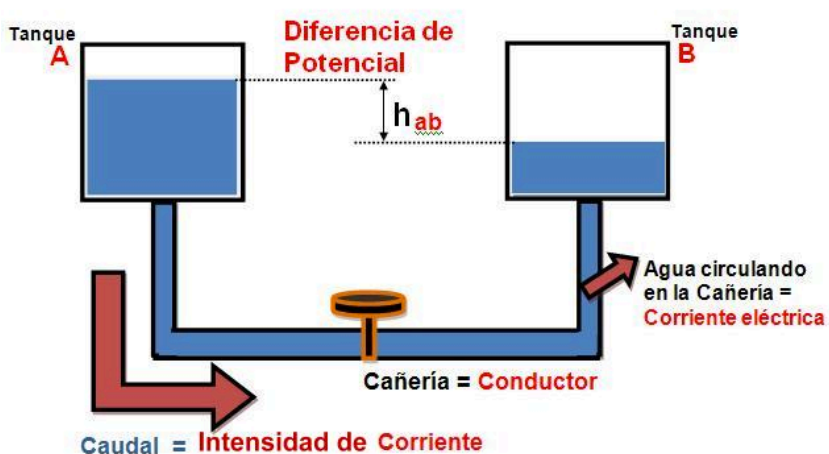 Tanque
A
Diferencia de
Potencial
Tanque
B
h ab
Agua circulando
en la Cañería =
Corriente eléctrica
Cañería = Conductor
Caudal = Intensidad de Corriente